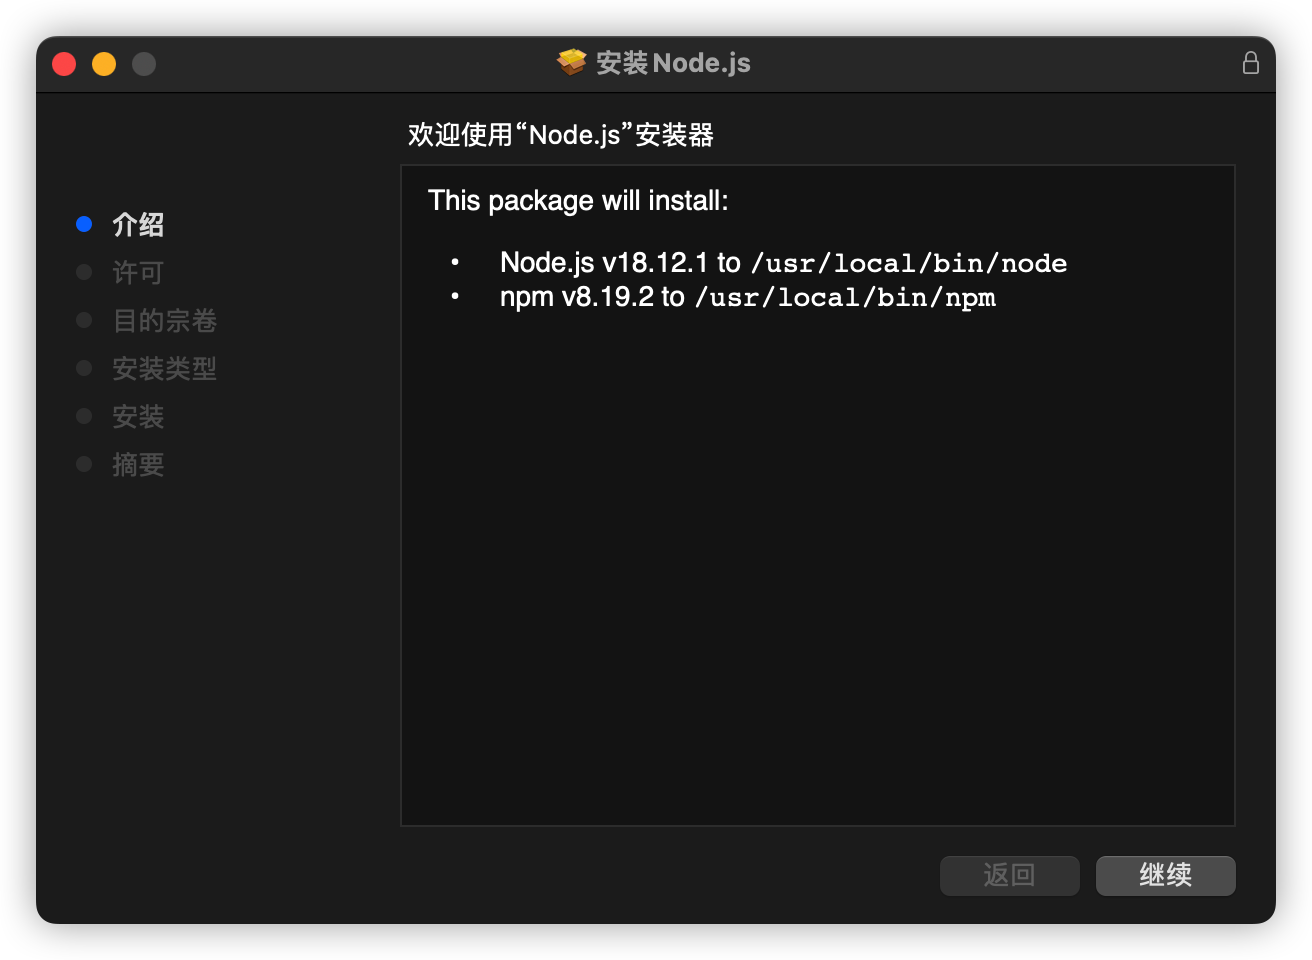 安装 Node.js
欢迎使用“Node.js”安装器
介绍
许可
目的宗卷
安装类型
安装
摘要
This package will install:
• Node.js v18.12.1 to /usr/local/bin/node
• npm v8.19.2 to /usr/local/bin/npm
返回
继续